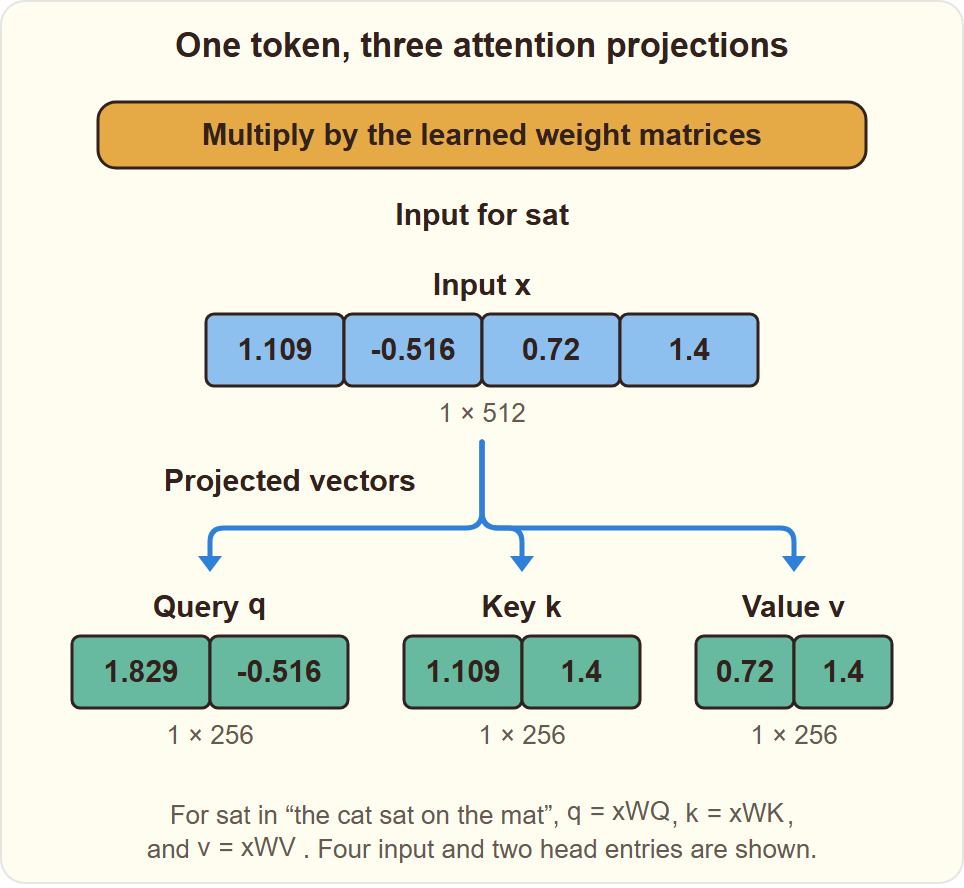 One token, three attention projections
Multiply by the learned weight matrices
Input for sat
Input x
1.109 -0.516 0.72 1.4
1 × 512
Projected vectors
Query q Key k Value v
1.829 -0.516 1.109 1.4 0.72 1.4
1 × 256 1 × 256 1 × 256
For sat in “the cat sat on the mat”, q = xWQ, k = xWK,
and v = xWV . Four input and two head entries are shown.